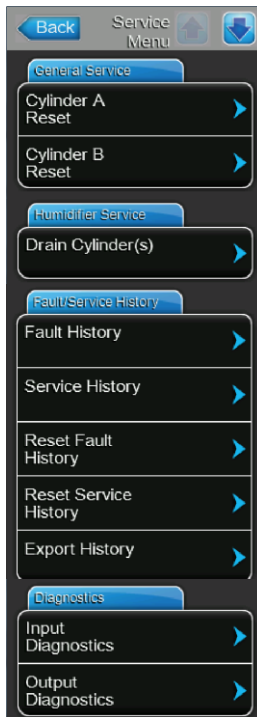 Back
Service
Menu
General Service
Cylinder A
Reset
Cylinder B
Reset
Humidifier Service
Drain Cylinder(s)
Fault/Service History
Fault History
Service History
Reset Fault
History
Reset Service
History
Export History
Diagnostics
Input
Diagnostics
Output
Diagnostics